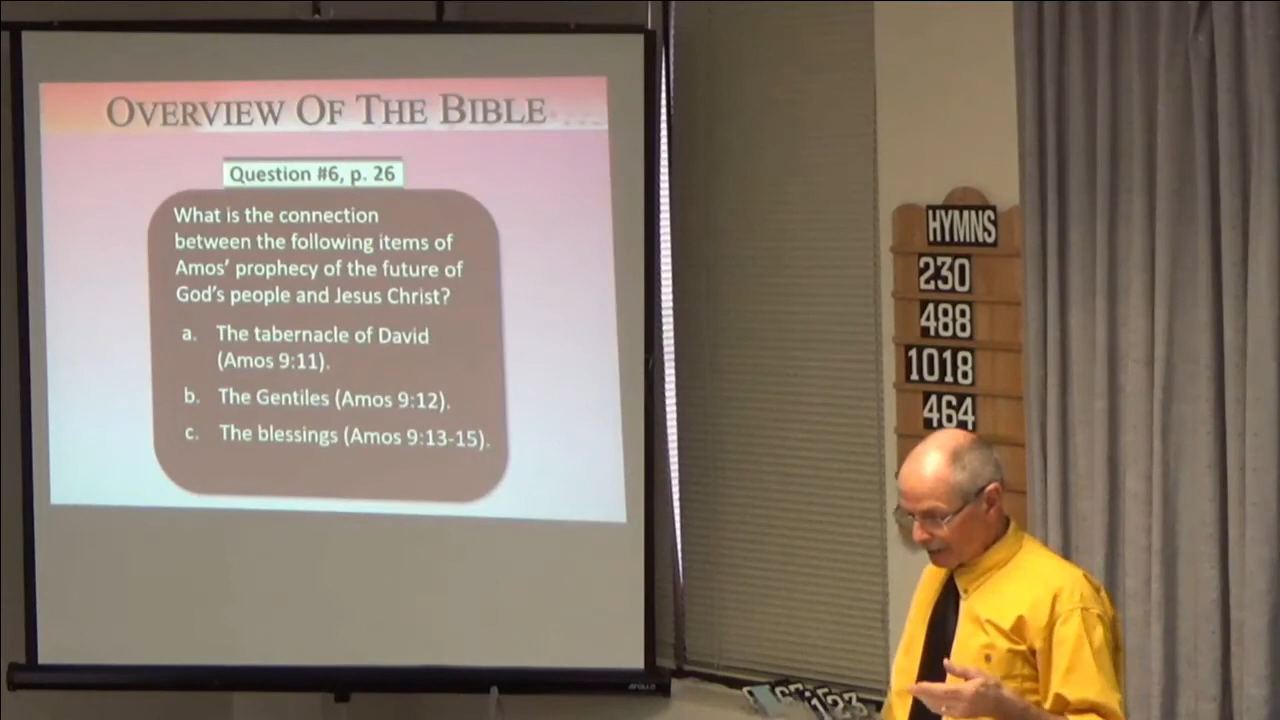 OVERVIEW OF THE BIBLE
Question #6, p. 26
What is the connection
between the following items of
Amos' prophecy of the future of
God's people and Jesus Christ?
a. The tabernacle of David
(Amos 9:11).
b. The Gentiles (Amos 9:12).
c. The blessings (Amos 9:13-15).
HYMNS
230
488
1018
464
APOLLO